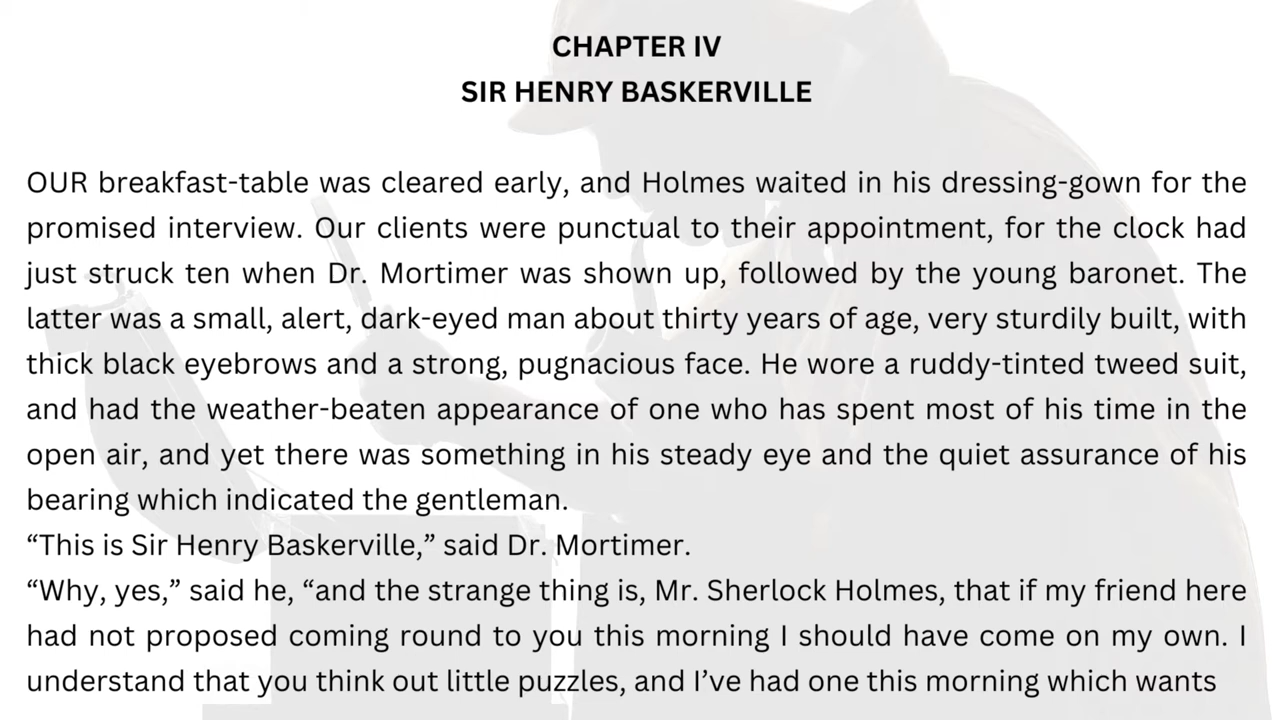 CHAPTER IV
SIR HENRY BASKERVILLE
OUR breakfast-table was cleared early, and Holmes waited in his dressing-gown for the
promised interview. Our clients were punctual to their appointment, for the clock had
just struck ten when Dr. Mortimer was shown up, followed by the young baronet. The
latter was a small, alert, dark-eyed man about thirty years of age, very sturdily built, with
thick black eyebrows and a strong, pugnacious face. He wore a ruddy-tinted tweed suit,
and had the weather-beaten appearance of one who has spent most of his time in the
open air, and yet there was something in his steady eye and the quiet assurance of his
bearing which indicated the gentleman.
“This is Sir Henry Baskerville,” said Dr. Mortimer.
“Why, yes,” said he, “and the strange thing is, Mr. Sherlock Holmes, that if my friend here
had not proposed coming round to you this morning I should have come on my own. I
understand that you think out little puzzles, and I’ve had one this morning which wants